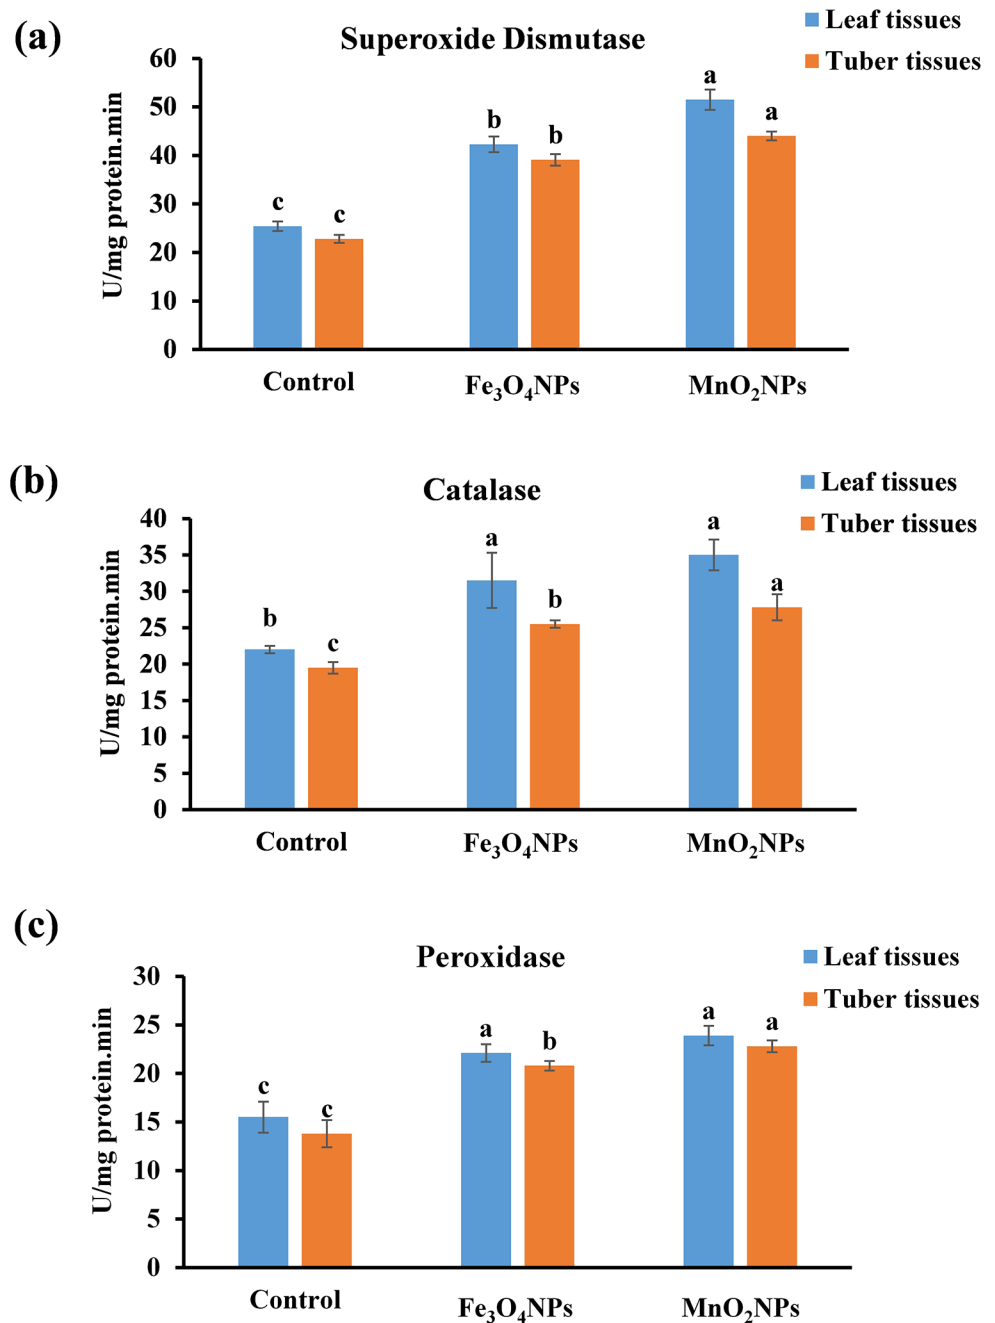 (a)
Superoxide Dismutase
Leaf tissues
Tuber tissues
U/mg protein.min
60
50
40
30
20
10
0
c
c
b
b
a
a
Control
Fe₃O₄NPs
MnO₂NPs
(b)
Catalase
Leaf tissues
Tuber tissues
U/mg protein.min
40
35
30
25
20
15
10
5
0
b
c
a
b
a
a
Control
Fe₃O₄NPs
MnO₂NPs
(c)
Peroxidase
Leaf tissues
Tuber tissues
U/mg protein.min
30
25
20
15
10
5
0
c
c
a
b
a
a
Control
Fe₃O₄NPs
MnO₂NPs